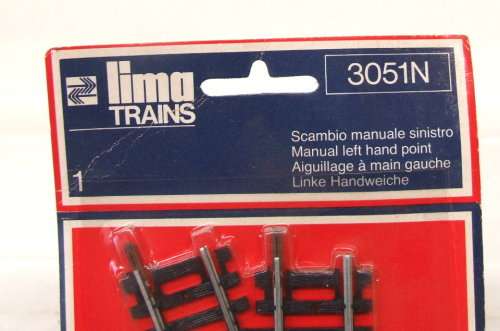 lima
TRAINS
3051N
Scambio manuale sinistro
Manual left hand point
Aiguillage à main gauche
Linke Handweiche
1